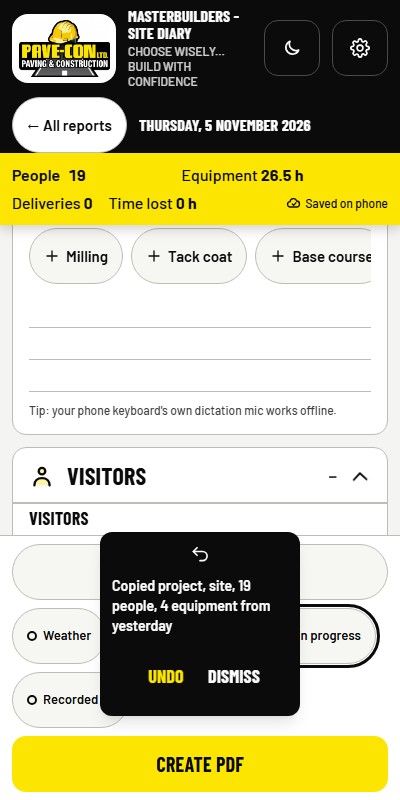 MASTERBUILDERS –
SITE DIARY
CHOOSE WISELY...
BUILD WITH
CONFIDENCE
PAVE-CON LTD.
PAVING & CONSTRUCTION
← All reports
THURSDAY, 5 NOVEMBER 2026
People 19
Equipment 26.5 h
Deliveries 0 Time lost 0 h
Saved on phone
+ Milling
+ Tack coat
+ Base course
Tip: your phone keyboard's own dictation mic works offline.
VISITORS
–
VISITORS
Copied project, site, 19
people, 4 equipment from
yesterday
UNDO DISMISS
Weather
n progress
Recorded
CREATE PDF